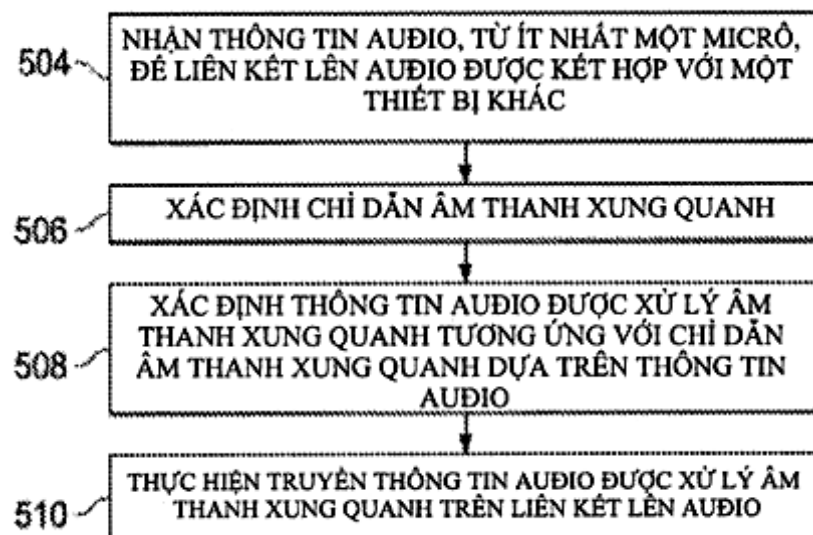 504
NHẬN THÔNG TIN AUĐIO, TỪ ÍT NHẤT MỘT MICRÔ,
ĐỂ LIÊN KẾT LÊN AUĐIO ĐƯỢC KẾT HỢP VỚI MỘT
THIẾT BỊ KHÁC
506
XÁC ĐỊNH CHỈ DẪN ÂM THANH XUNG QUANH
508
XÁC ĐỊNH THÔNG TIN AUĐIO ĐƯỢC XỬ LÝ ÂM
THANH XUNG QUANH TƯƠNG ỨNG VỚI CHỈ DẪN
ÂM THANH XUNG QUANH DỰA TRÊN THÔNG TIN
AUĐIO
510
THỰC HIỆN TRUYỀN THÔNG TIN AUĐIO ĐƯỢC XỬ LÝ ÂM
THANH XUNG QUANH TRÊN LIÊN KẾT LÊN AUĐIO